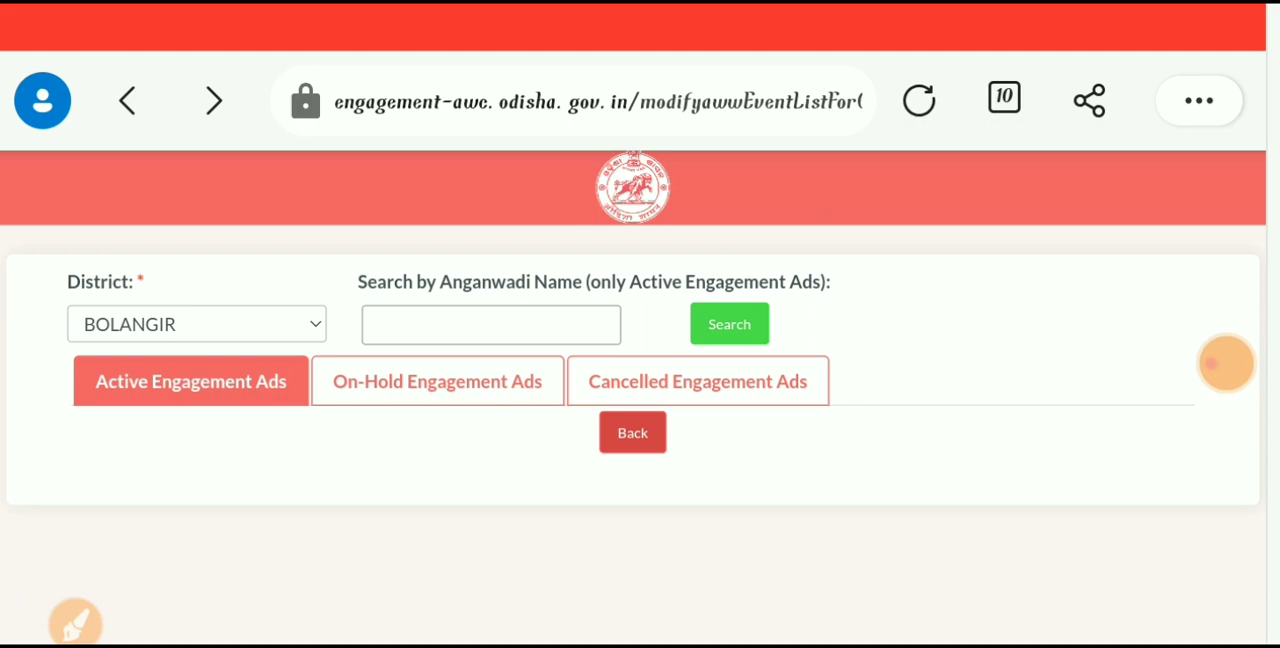 engagement-awc. odisha. gov. in/modifyawwEventListFor(
10
District: *
Search by Anganwadi Name (only Active Engagement Ads):
BOLANGIR
Search
Active Engagement Ads
On-Hold Engagement Ads
Cancelled Engagement Ads
Back